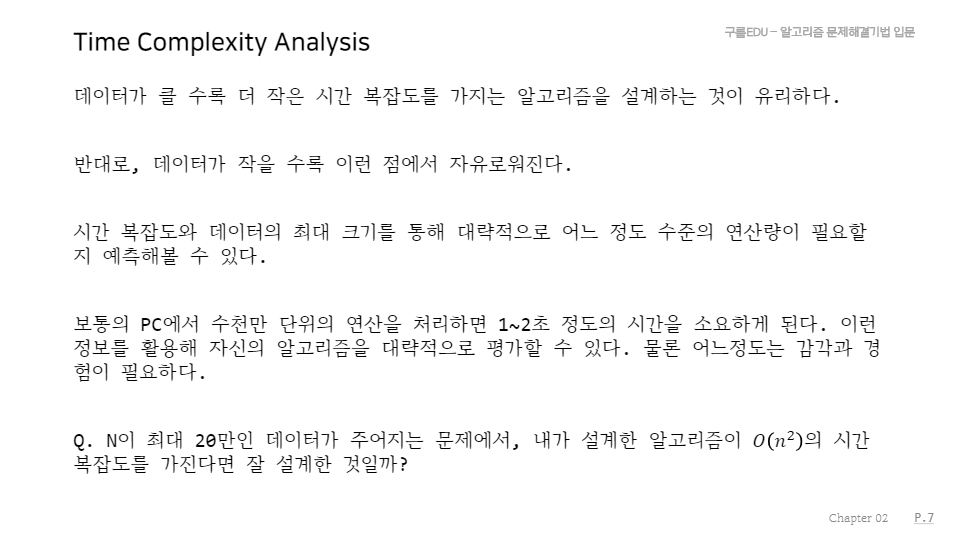 Time Complexity Analysis
구름EDU – 알고리즘 문제해결기법 입문
데이터가 클 수록 더 작은 시간 복잡도를 가지는 알고리즘을 설계하는 것이 유리하다.
반대로, 데이터가 작을 수록 이런 점에서 자유로워진다.
시간 복잡도와 데이터의 최대 크기를 통해 대략적으로 어느 정도 수준의 연산량이 필요할
지 예측해볼 수 있다.
보통의 PC에서 수천만 단위의 연산을 처리하면 1~2초 정도의 시간을 소요하게 된다. 이런
정보를 활용해 자신의 알고리즘을 대략적으로 평가할 수 있다. 물론 어느정도는 감각과 경
험이 필요하다.
Q. N이 최대 20만인 데이터가 주어지는 문제에서, 내가 설계한 알고리즘이 𝑂(𝑛²)의 시간
복잡도를 가진다면 잘 설계한 것일까?
Chapter 02 P.7